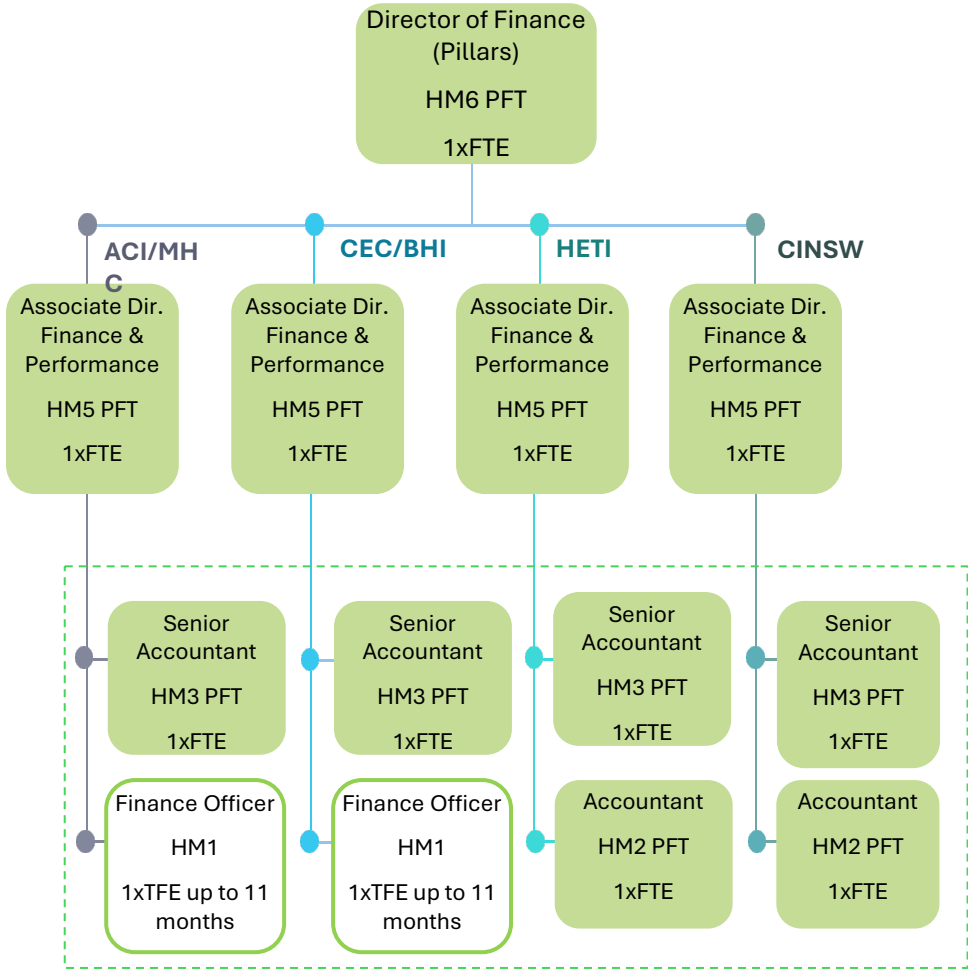 Director of Finance
(Pillars)
HM6 PFT
1xFTE
ACI/MH
C
CEC/BHI
HETI
CINSW
Associate Dir.
Finance &
Performance
HM5 PFT
1xFTE
Associate Dir.
Finance &
Performance
HM5 PFT
1xFTE
Associate Dir.
Finance &
Performance
HM5 PFT
1xFTE
Associate Dir.
Finance &
Performance
HM5 PFT
1xFTE
Senior
Accountant
HM3 PFT
1xFTE
Senior
Accountant
HM3 PFT
1xFTE
Senior
Accountant
HM3 PFT
1xFTE
Senior
Accountant
HM3 PFT
1xFTE
Finance Officer
HM1
1xTFE up to 11
months
Finance Officer
HM1
1xTFE up to 11
months
Accountant
HM2 PFT
1xFTE
Accountant
HM2 PFT
1xFTE